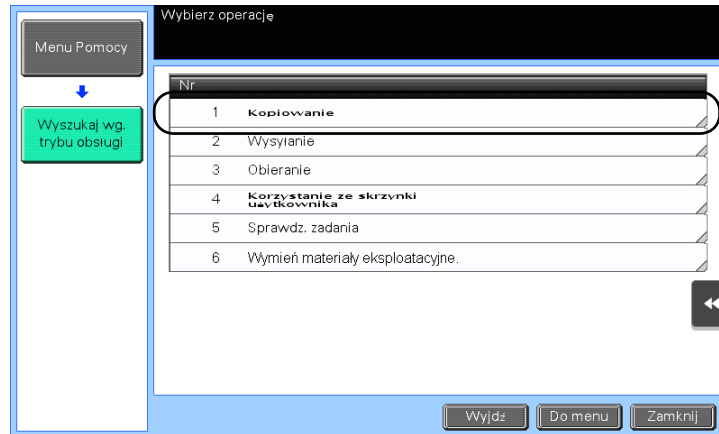 Wybierz operację
Menu Pomocy
Wyszukaj wg.
trybu obsługi
Nr
1 Kopiowanie
2 Wysyłanie
3 Obieranie
4 Korzystanie ze skrzynki
użytkownika
5 Sprawdz. zadania
6 Wymień materiały eksploatacyjne.
Wyjdź
Do menu
Zamknij